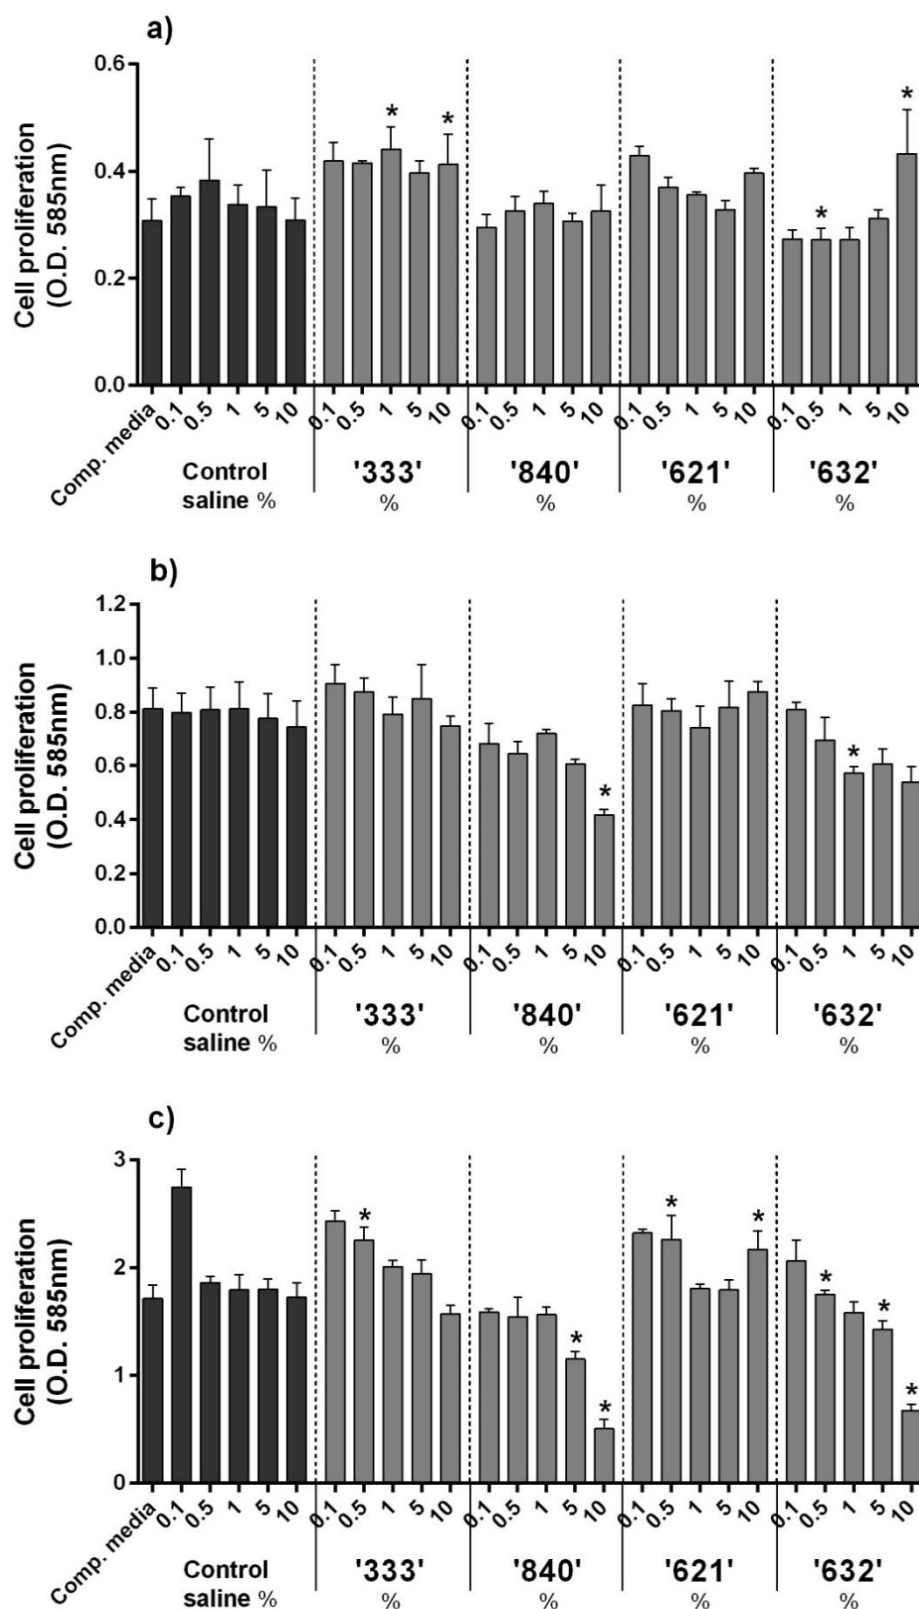 a)
Cell proliferation
(O.D. 585nm)
0.6
0.4
0.2
0.0
* * * *
Comp. media 0.1 0.5 1 5 10 0.1 0.5 1 5 10 0.1 0.5 1 5 10 0.1 0.5 1 5 10 0.1 0.5 1 5 10
Control '333' '840' '621' '632'
saline % % % % %
b)
Cell proliferation
(O.D. 585nm)
1.2
1.0
0.8
0.6
0.4
0.2
0.0
* *
Comp. media 0.1 0.5 1 5 10 0.1 0.5 1 5 10 0.1 0.5 1 5 10 0.1 0.5 1 5 10 0.1 0.5 1 5 10
Control '333' '840' '621' '632'
saline % % % % %
c)
Cell proliferation
(O.D. 585nm)
3
2
1
0
* * * * * * * *
Comp. media 0.1 0.5 1 5 10 0.1 0.5 1 5 10 0.1 0.5 1 5 10 0.1 0.5 1 5 10 0.1 0.5 1 5 10
Control '333' '840' '621' '632'
saline % % % % %